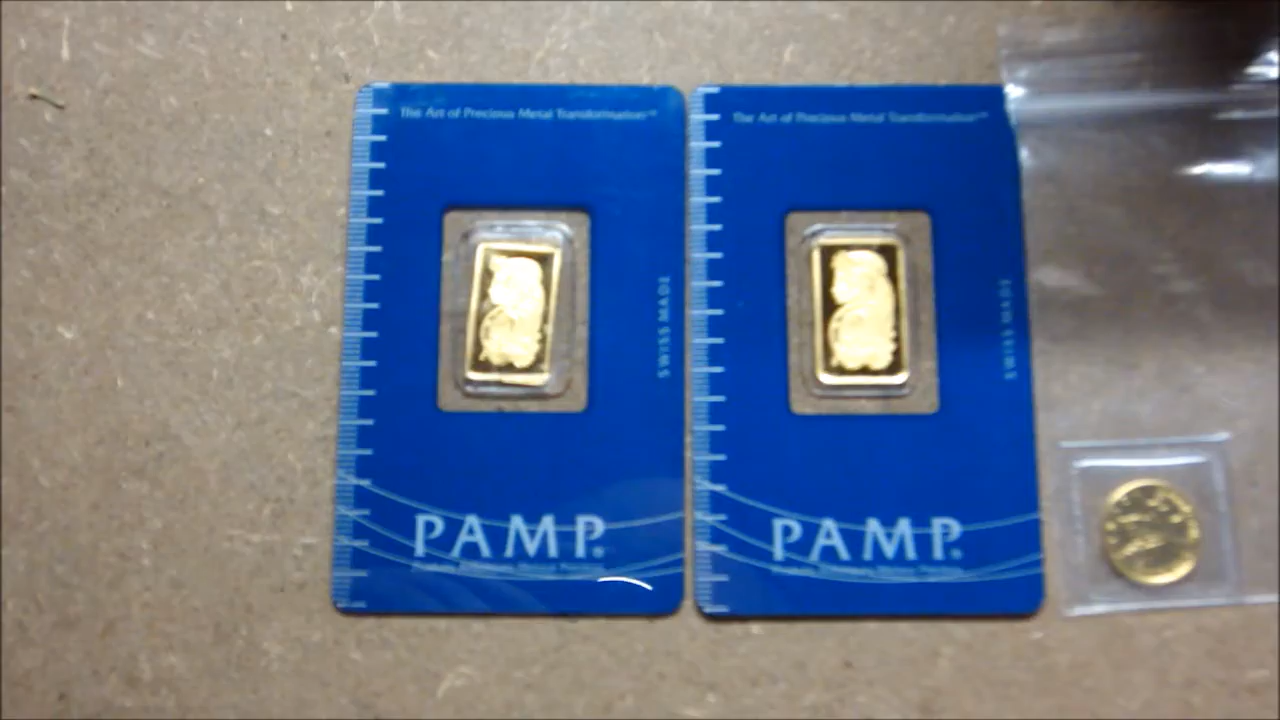 The Art of Precious Metal Transformation™
SWISS MADE
PAMP.
The Art of Precious Metal Transformation™
SWISS MADE
PAMP.